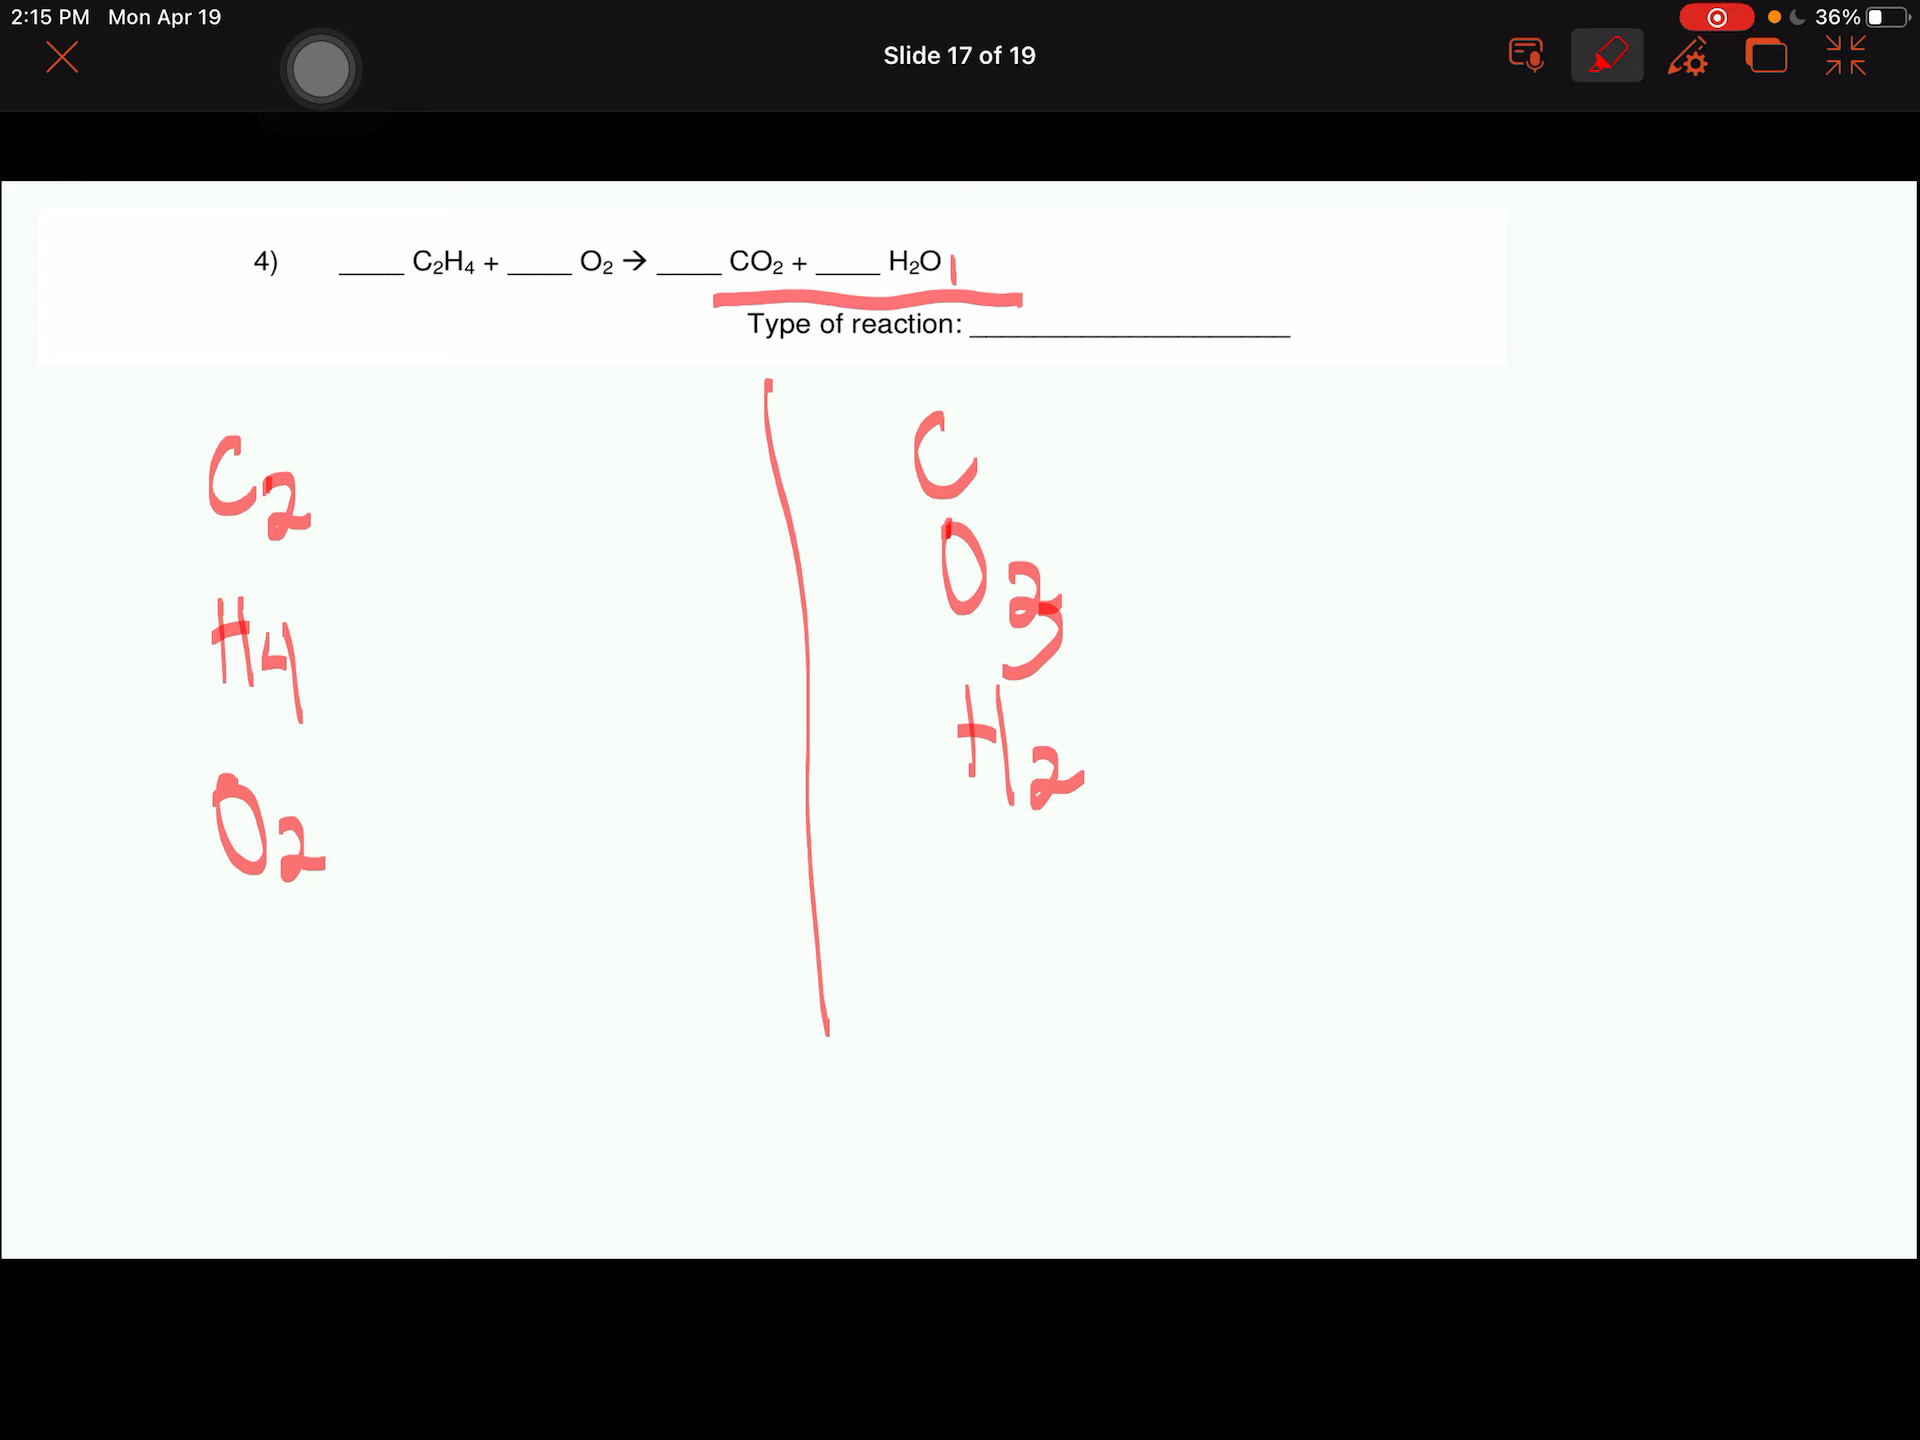 2:15 PM Mon Apr 19
36%
Slide 17 of 19
4) ____ C₂H₄ + ____ O₂ → ____ CO₂ + ____ H₂O 1
Type of reaction: ____________________
C2
C
H4
O3
O2
H2